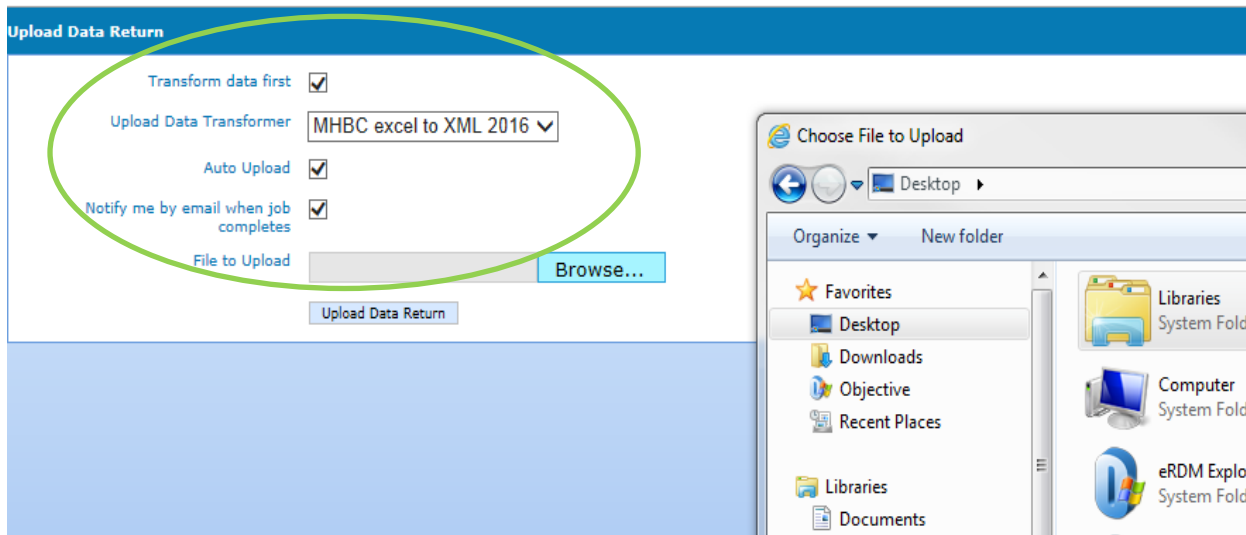 Upload Data Return
Transform data first
Upload Data Transformer
MHBC excel to XML 2016
Auto Upload
Notify me by email when job
completes
File to Upload
Browse...
Upload Data Return
Choose File to Upload
Desktop
Organize
New folder
Favorites
Desktop
Downloads
Objective
Recent Places
Libraries
Documents
Libraries
System Fold
Computer
System Fold
eRDM Explo
System Fold